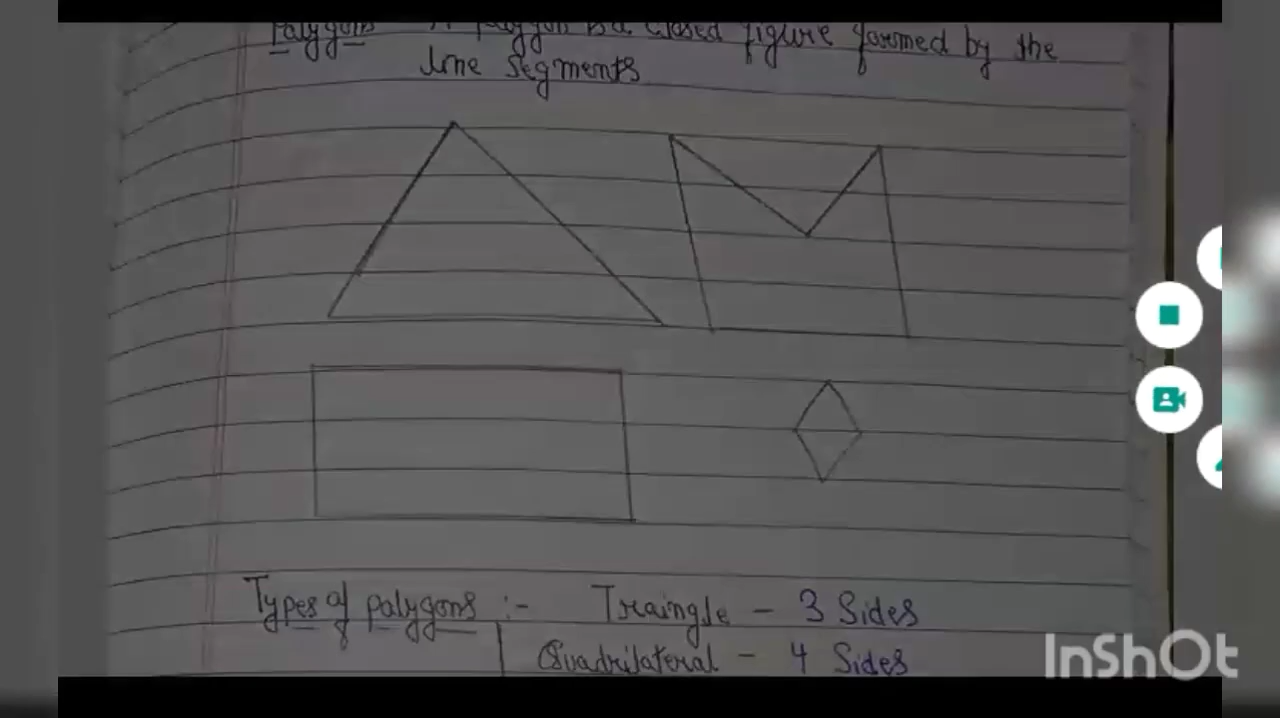 Polygons A polygon is a closed figure formed by the
line segments
Types of polygons :- Traingle - 3 Sides
Quadrilateral - 4 Sides
InShOt